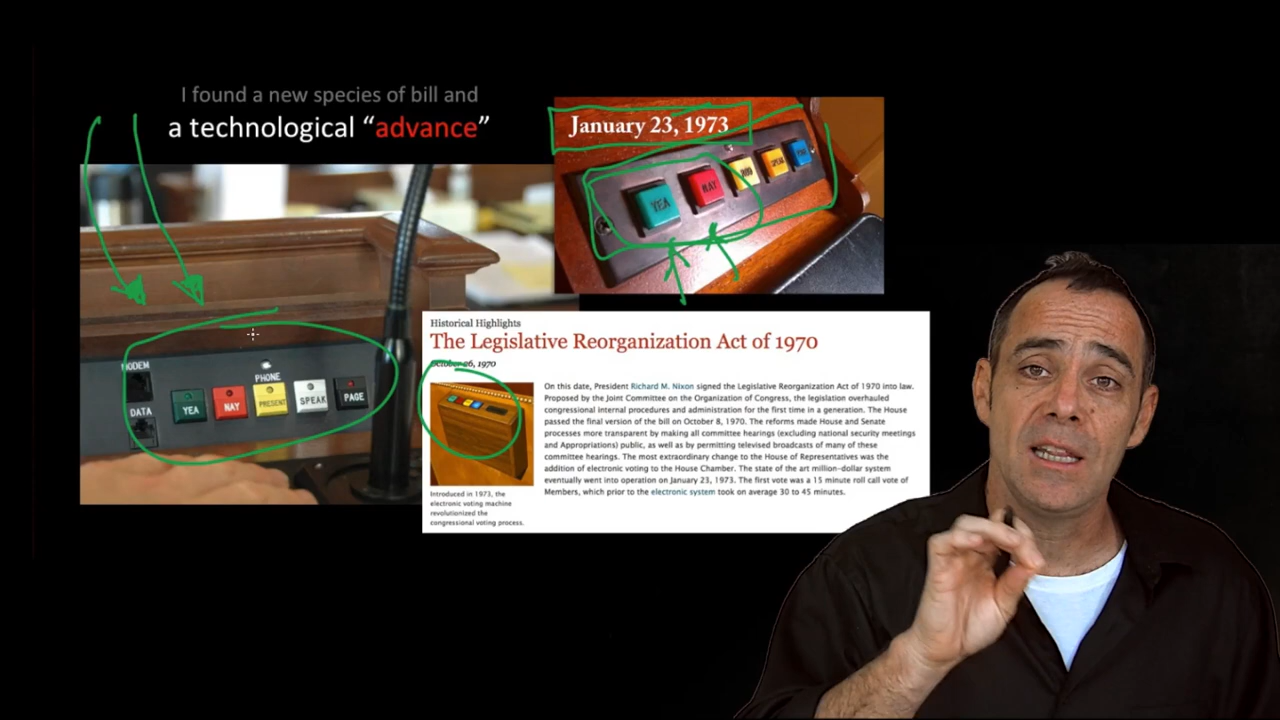 I found a new species of bill and
a technological “advance”
January 23, 1973
YEA
NAY
MODEM
DATA
PHONE
YEA
NAY
PRESENT
SPEAK
PAGE
Historical Highlights
The Legislative Reorganization Act of 1970
October 26, 1970
On this date, President Richard M. Nixon signed the Legislative Reorganization Act of 1970 into law.
Proposed by the Joint Committee on the Organization of Congress, the legislation overhauled
congressional internal procedures and administration for the first time in a generation. The House
passed the final version of the bill on October 8, 1970. The reforms made House and Senate
processes more transparent by making all committee hearings (excluding national security meetings
and Appropriations) public, as well as by permitting televised broadcasts of many of these
committee hearings. The most extraordinary change to the House of Representatives was the
addition of electronic voting to the House Chamber. The state of the art million-dollar system
eventually went into operation on January 23, 1973. The first vote was a 15 minute roll call vote of
Members, which prior to the electronic system took on average 30 to 45 minutes.
Introduced in 1973, the
electronic voting machine
revolutionized the
congressional voting process.